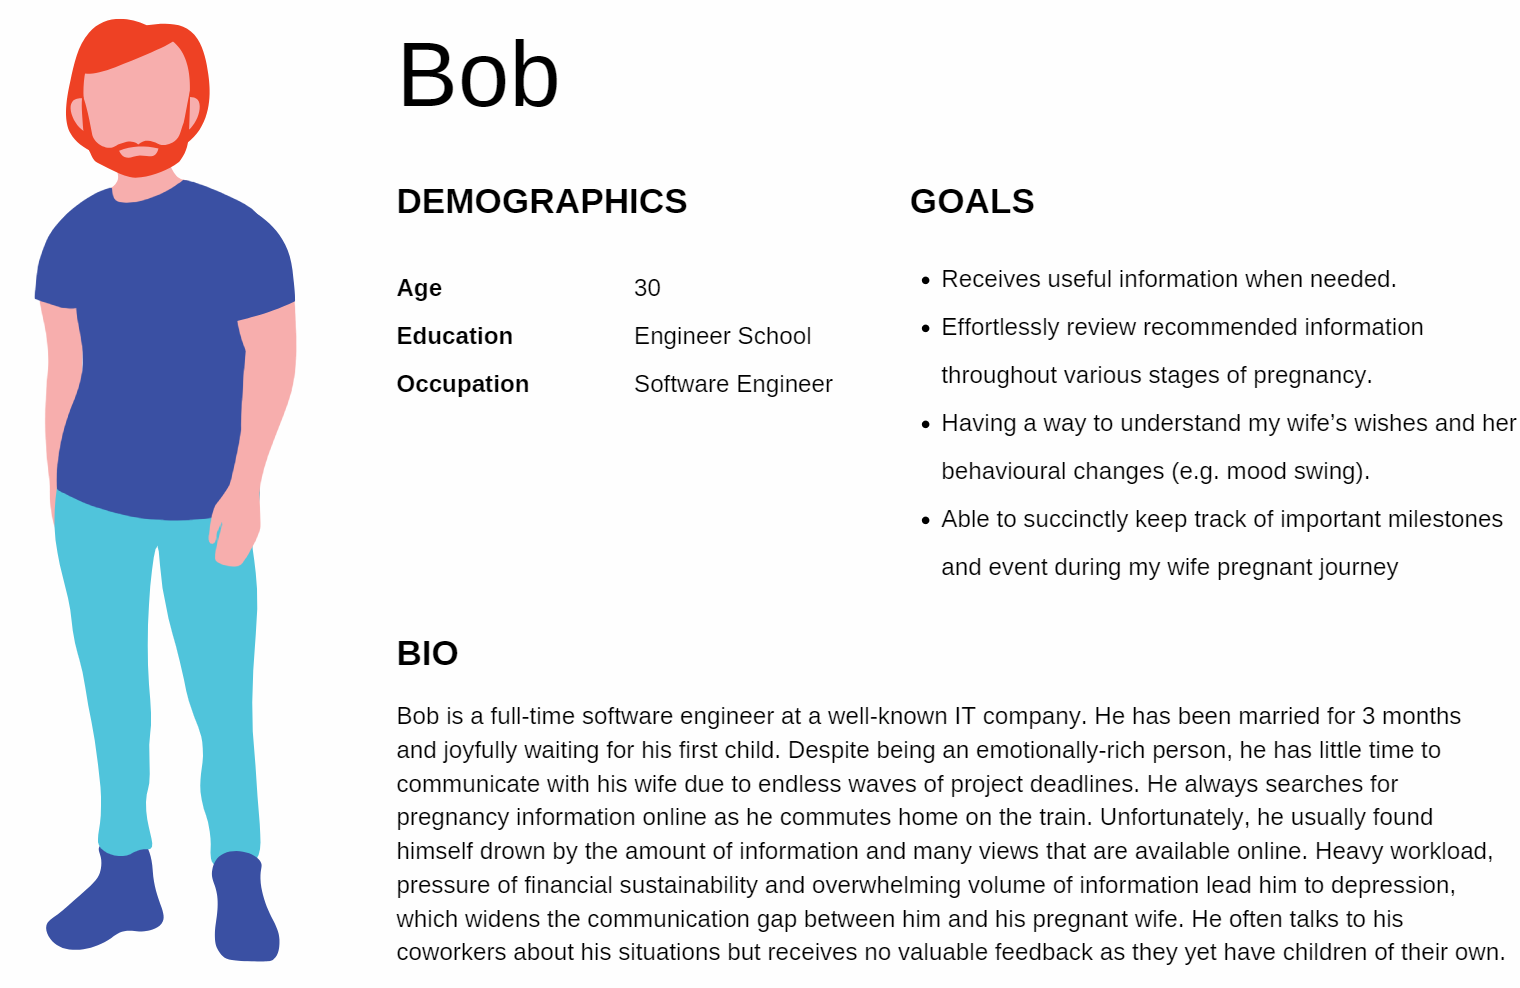 Bob
DEMOGRAPHICS
Age 30
Education Engineer School
Occupation Software Engineer
GOALS
• Receives useful information when needed.
• Effortlessly review recommended information
throughout various stages of pregnancy.
• Having a way to understand my wife’s wishes and her
behavioural changes (e.g. mood swing).
• Able to succinctly keep track of important milestones
and event during my wife pregnant journey
BIO
Bob is a full-time software engineer at a well-known IT company. He has been married for 3 months
and joyfully waiting for his first child. Despite being an emotionally-rich person, he has little time to
communicate with his wife due to endless waves of project deadlines. He always searches for
pregnancy information online as he commutes home on the train. Unfortunately, he usually found
himself drown by the amount of information and many views that are available online. Heavy workload,
pressure of financial sustainability and overwhelming volume of information lead him to depression,
which widens the communication gap between him and his pregnant wife. He often talks to his
coworkers about his situations but receives no valuable feedback as they yet have children of their own.